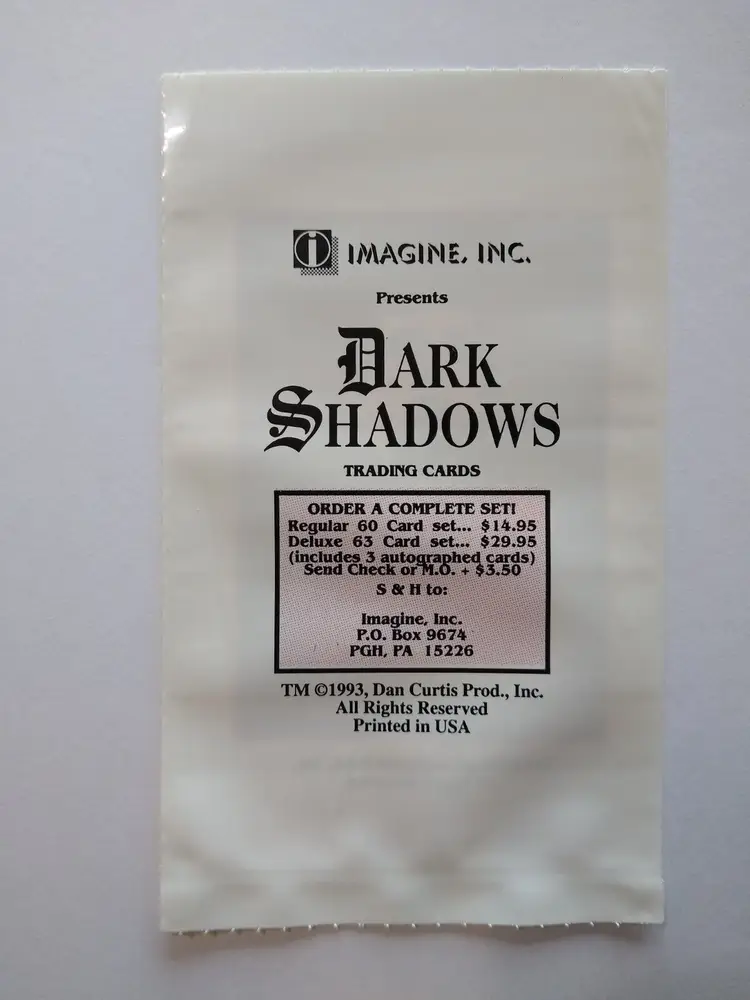 IMAGINE, INC.
Presents
DARK
SHADOWS
TRADING CARDS
ORDER A COMPLETE SET!
Regular 60 Card set... $14.95
Deluxe 63 Card set... $29.95
(includes 3 autographed cards)
Send Check or M.O. + $3.50
S & H to:
Imagine, Inc.
P.O. Box 9674
PGH, PA 15226
TM ©1993, Dan Curtis Prod., Inc.
All Rights Reserved
Printed in USA